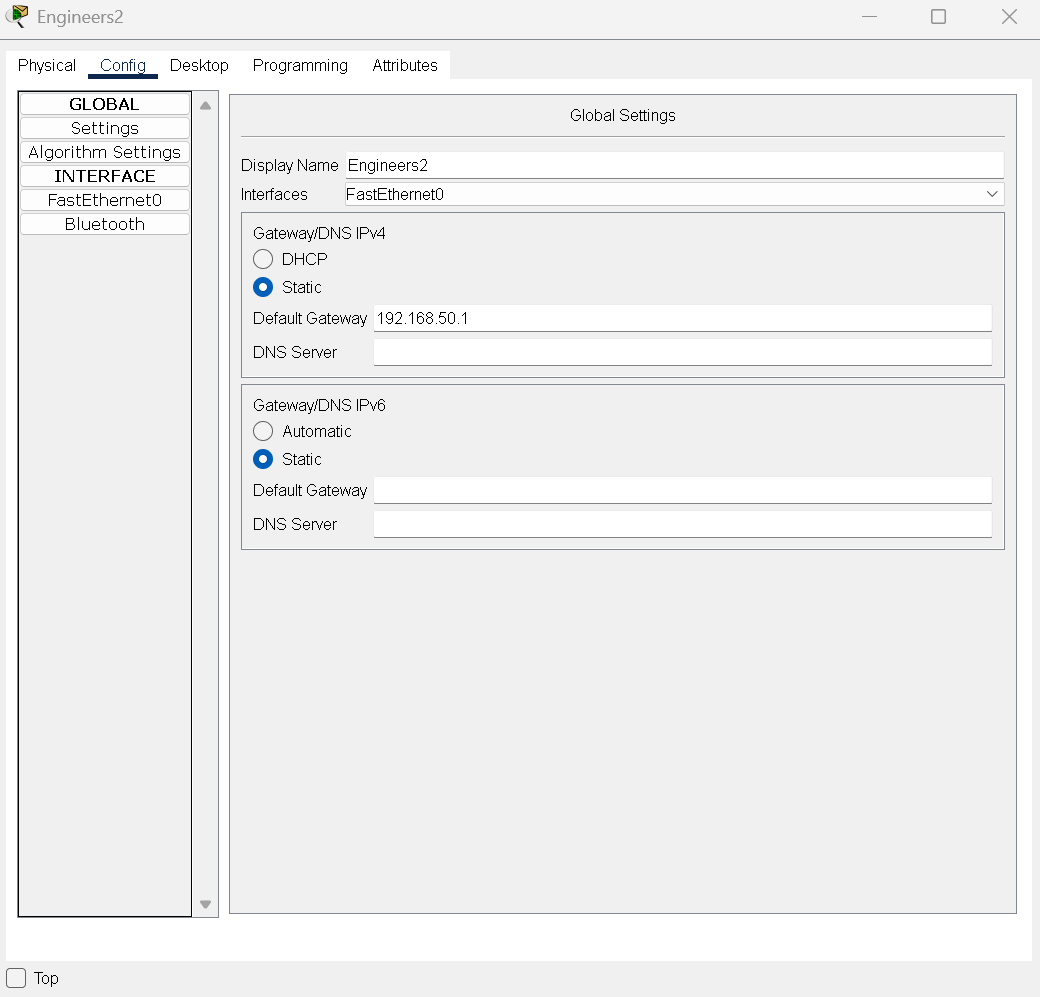 Engineers2
Physical Config Desktop Programming Attributes
GLOBAL
Settings
Algorithm Settings
INTERFACE
FastEthernet0
Bluetooth
Global Settings
Display Name Engineers2
Interfaces FastEthernet0
Gateway/DNS IPv4
DHCP
Static
Default Gateway 192.168.50.1
DNS Server
Gateway/DNS IPv6
Automatic
Static
Default Gateway
DNS Server
Top